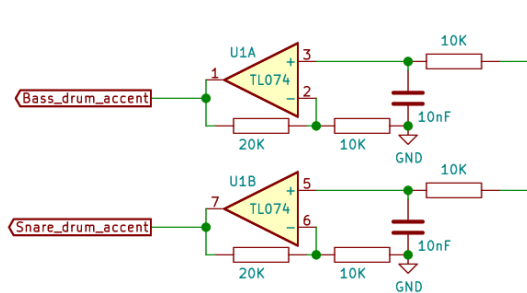 10K
U1A
3
+
1
TL074
2
-
Bass_drum_accent
10nF
20K
10K
GND
10K
U1B
5
+
7
TL074
6
-
Snare_drum_accent
10nF
20K
10K
GND